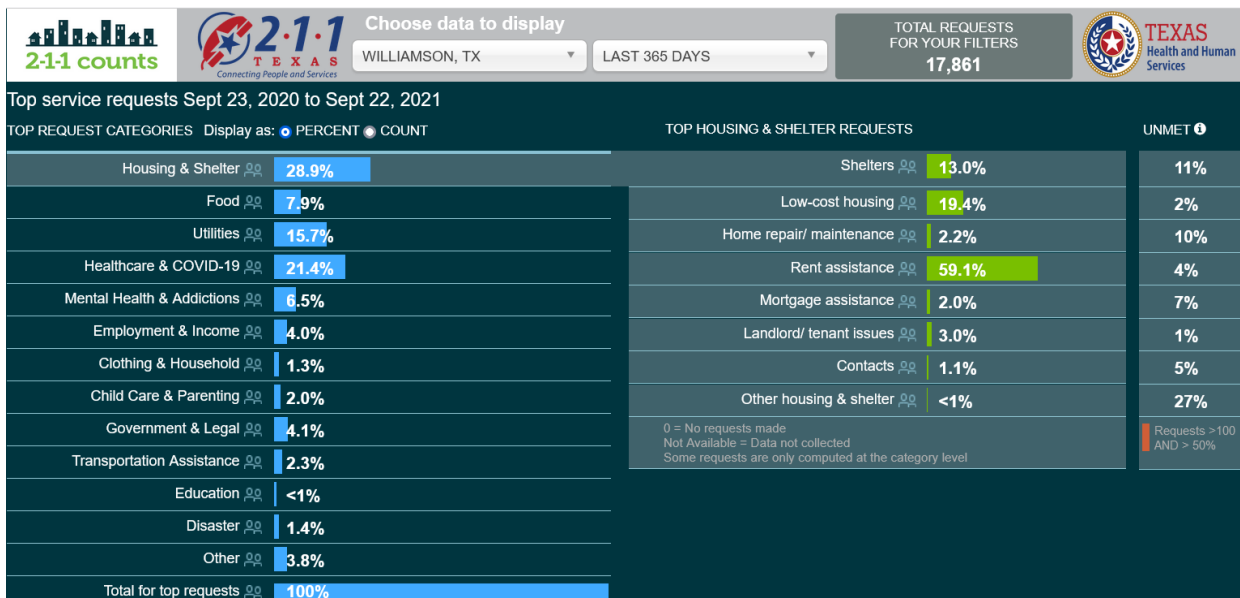 2-1-1 counts
2·1·1
TEXAS
Connecting People and Services
Choose data to display
WILLIAMSON, TX
LAST 365 DAYS
TOTAL REQUESTS
FOR YOUR FILTERS
17,861
TEXAS
Health and Human
Services
Top service requests Sept 23, 2020 to Sept 22, 2021
TOP REQUEST CATEGORIES Display as: PERCENT COUNT
Housing & Shelter 28.9%
Food 7.9%
Utilities 15.7%
Healthcare & COVID-19 21.4%
Mental Health & Addictions 6.5%
Employment & Income 4.0%
Clothing & Household 1.3%
Child Care & Parenting 2.0%
Government & Legal 4.1%
Transportation Assistance 2.3%
Education <1%
Disaster 1.4%
Other 3.8%
Total for top requests 100%
TOP HOUSING & SHELTER REQUESTS UNMET
Shelters 13.0% 11%
Low-cost housing 19.4% 2%
Home repair/ maintenance 2.2% 10%
Rent assistance 59.1% 4%
Mortgage assistance 2.0% 7%
Landlord/ tenant issues 3.0% 1%
Contacts 1.1% 5%
Other housing & shelter <1% 27%
0 = No requests made
Not Available = Data not collected
Some requests are only computed at the category level
Requests >100
AND > 50%